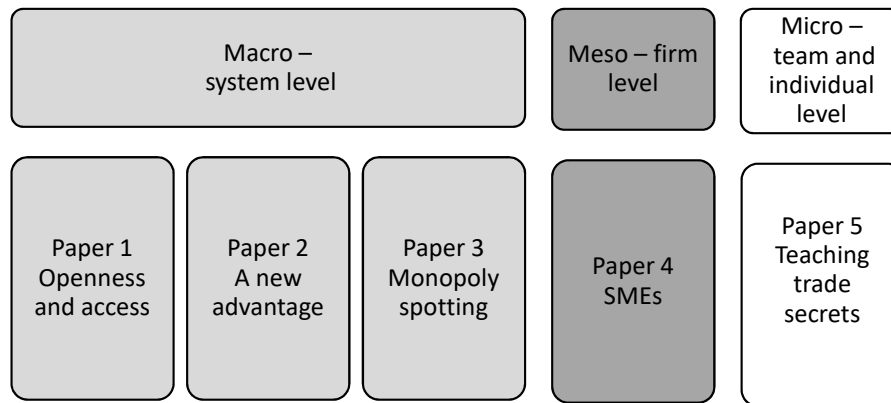 Macro –
system level
Meso – firm
level
Micro –
team and
individual
level
Paper 1
Openness
and access
Paper 2
A new
advantage
Paper 3
Monopoly
spotting
Paper 4
SMEs
Paper 5
Teaching
trade
secrets